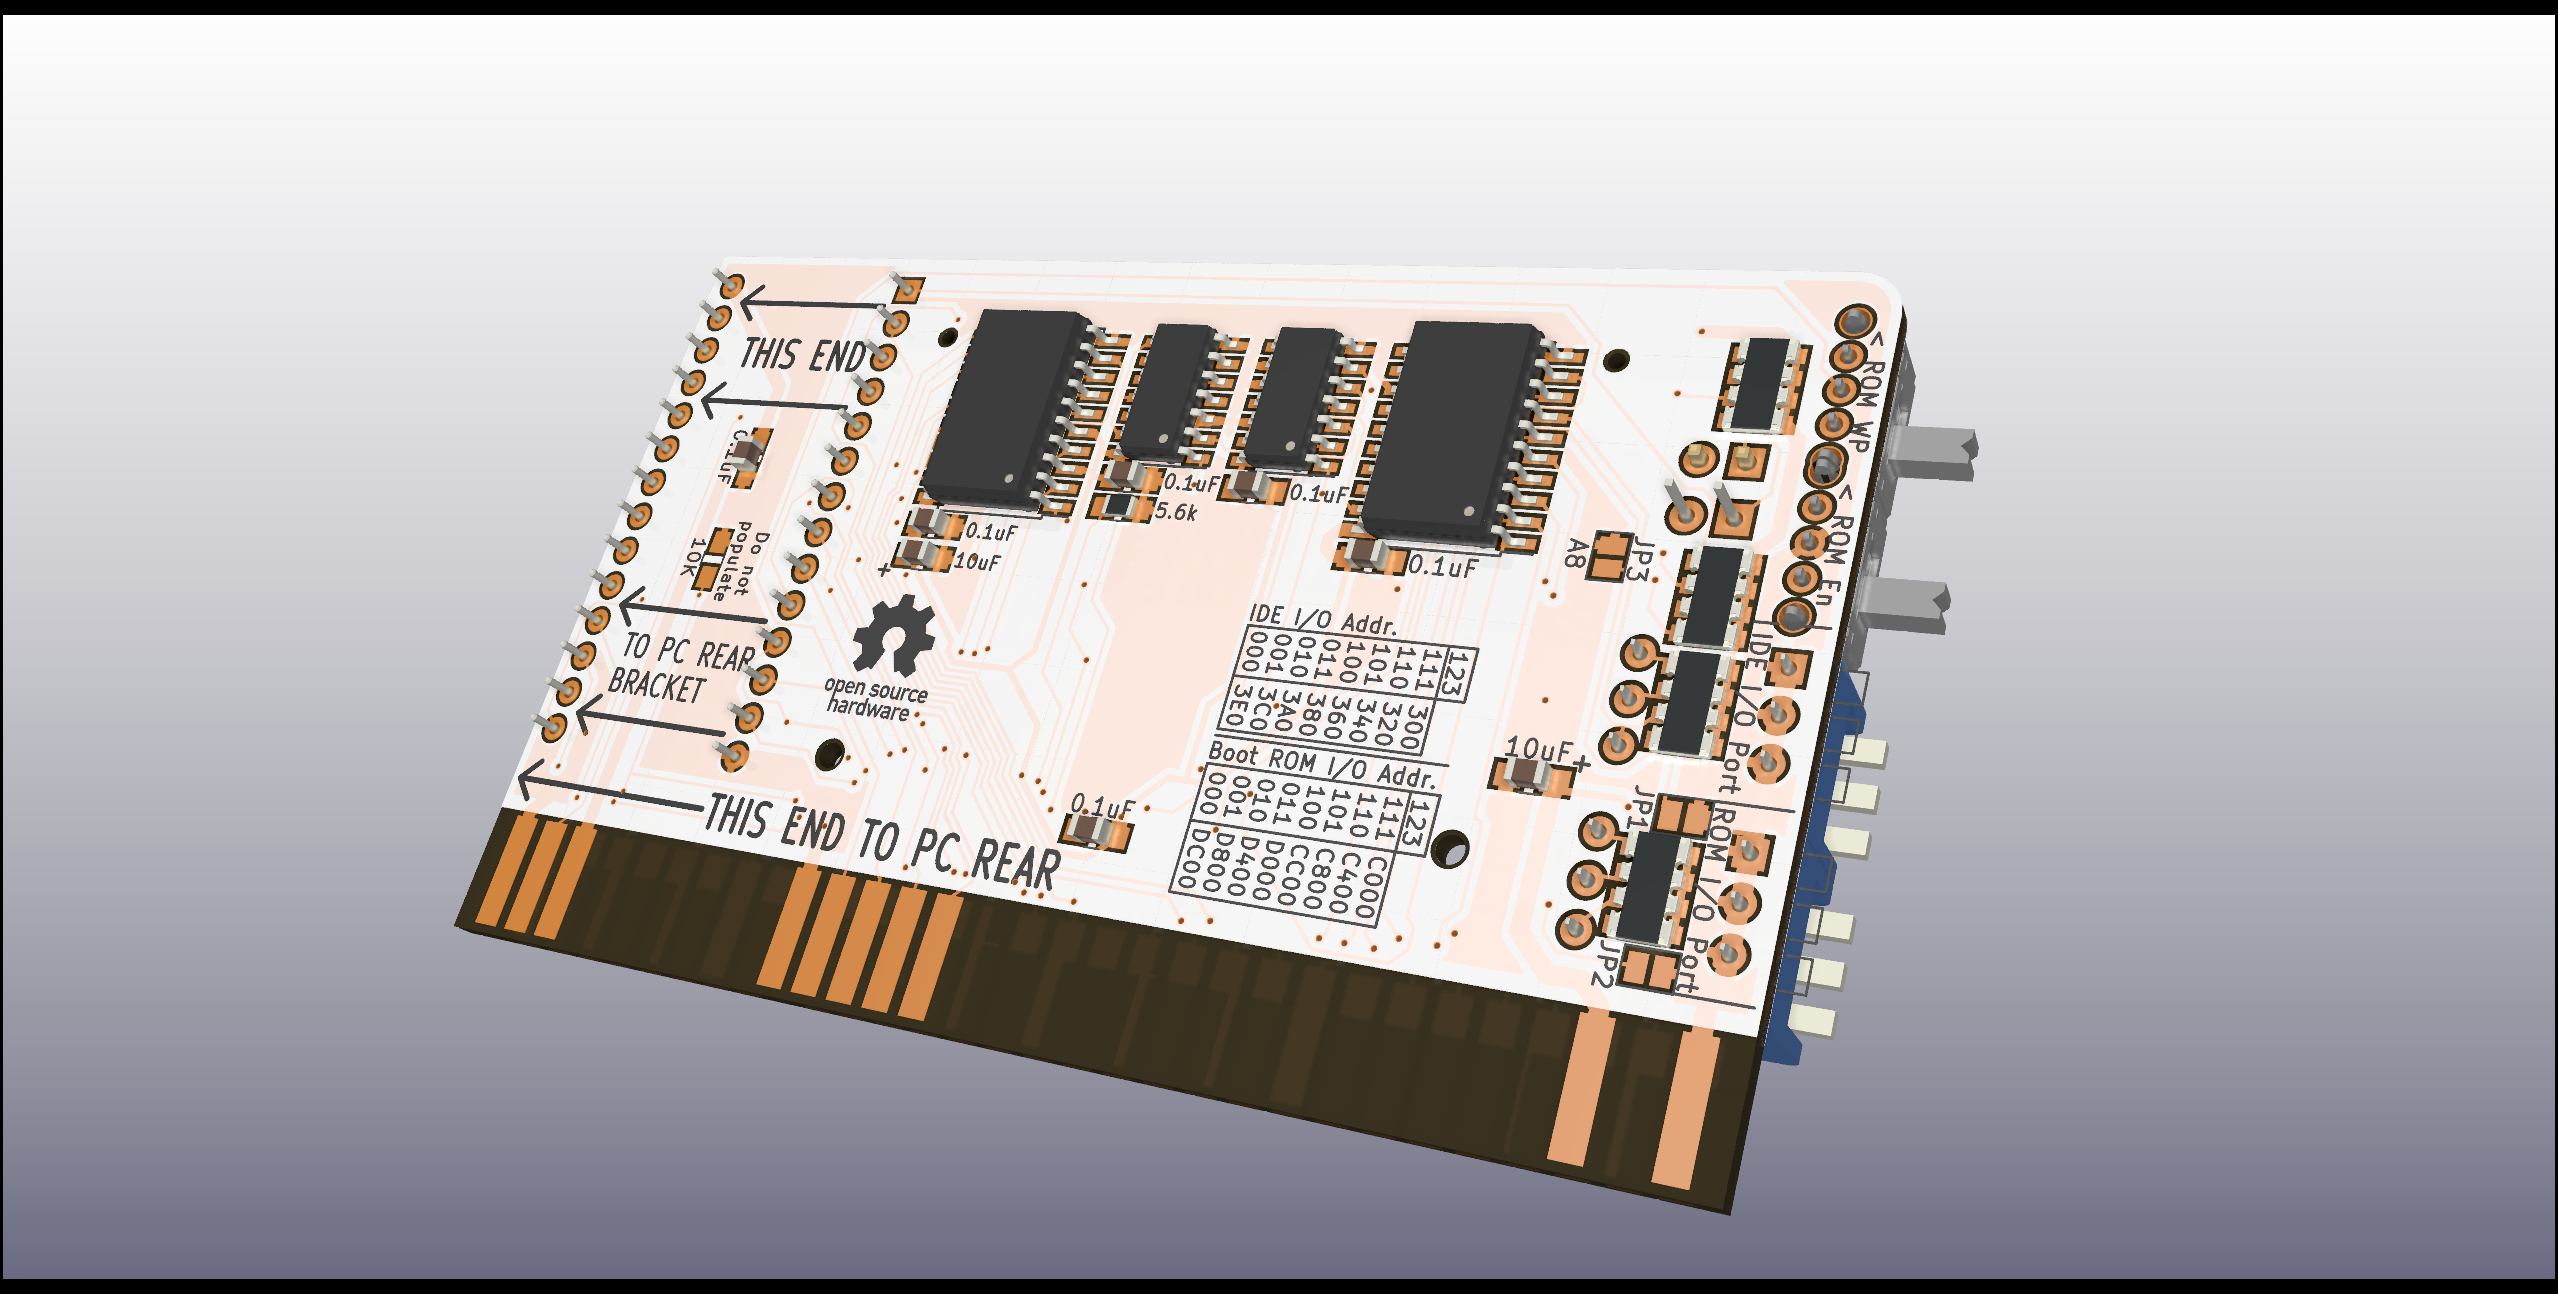 THIS END
0.1uF
Do not
populate
10K
TO PC REAR
BRACKET
THIS END TO PC REAR
open source
hardware
0.1uF
+ 10uF
0.1uF
5.6k
0.1uF
0.1uF
A8
JP3
< ROM WP
< ROM En
IDE I/O Port
ROM I/O Port
JP1
JP2
10uF+
0.1uF
IDE I/O Addr.
123
111 300
110 320
101 340
100 360
011 380
010 3A0
001 3C0
000 3E0
Boot ROM I/O Addr.
123
111 C000
110 C400
101 C800
100 CC00
011 D000
010 D400
001 D800
000 DC00